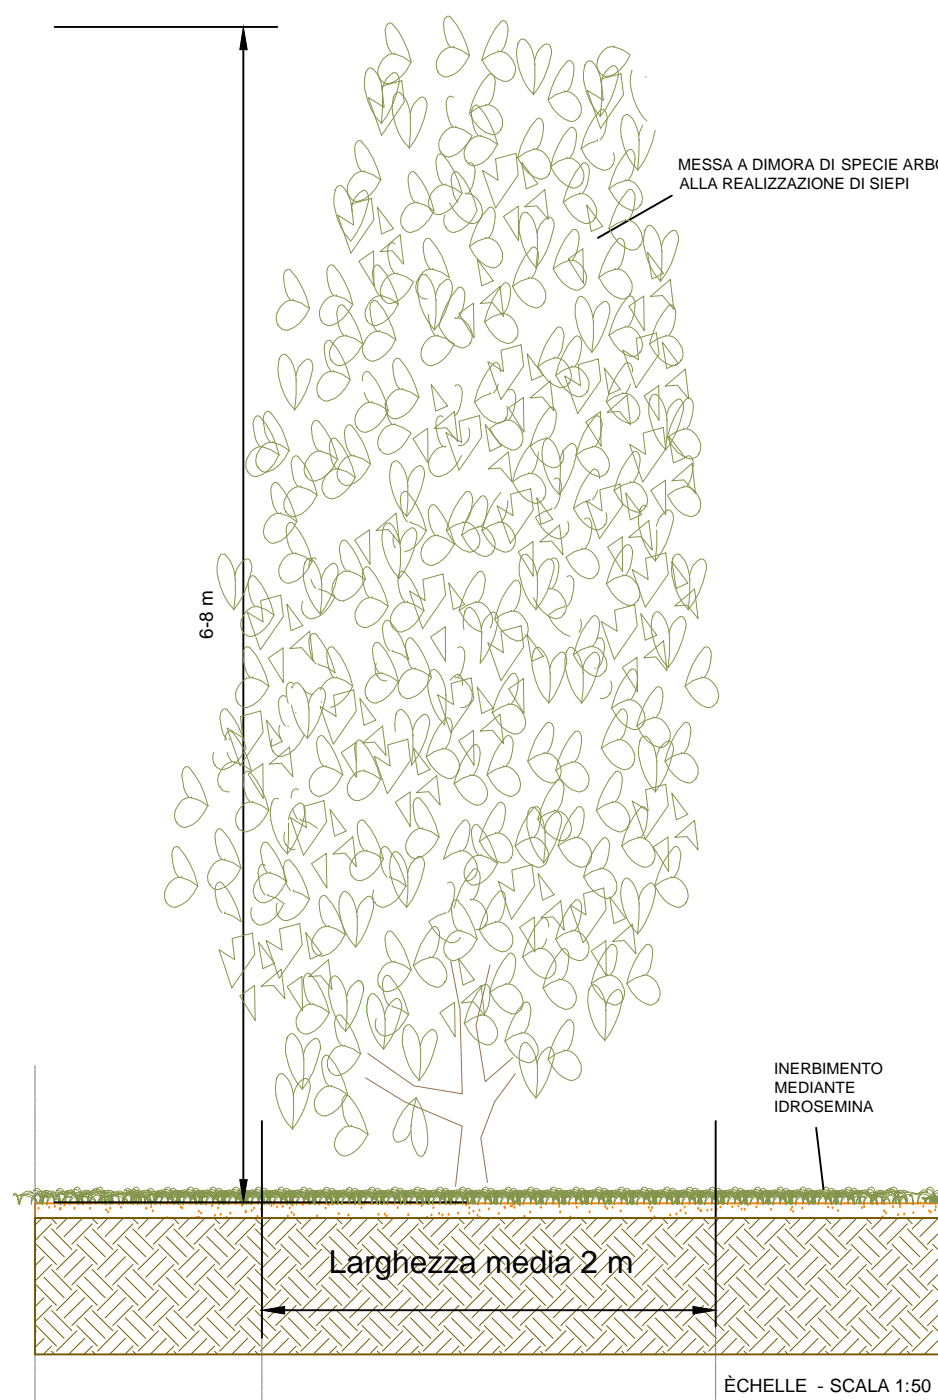 MESSA A DIMORA DI SPECIE
ALLA REALIZZAZIONE DI SIEPI
6-8 m
INERBIMENTO
MEDIANTE
IDROSEMINA
Larghezza media 2 m
ÈCHELLE - SCALA 1:50